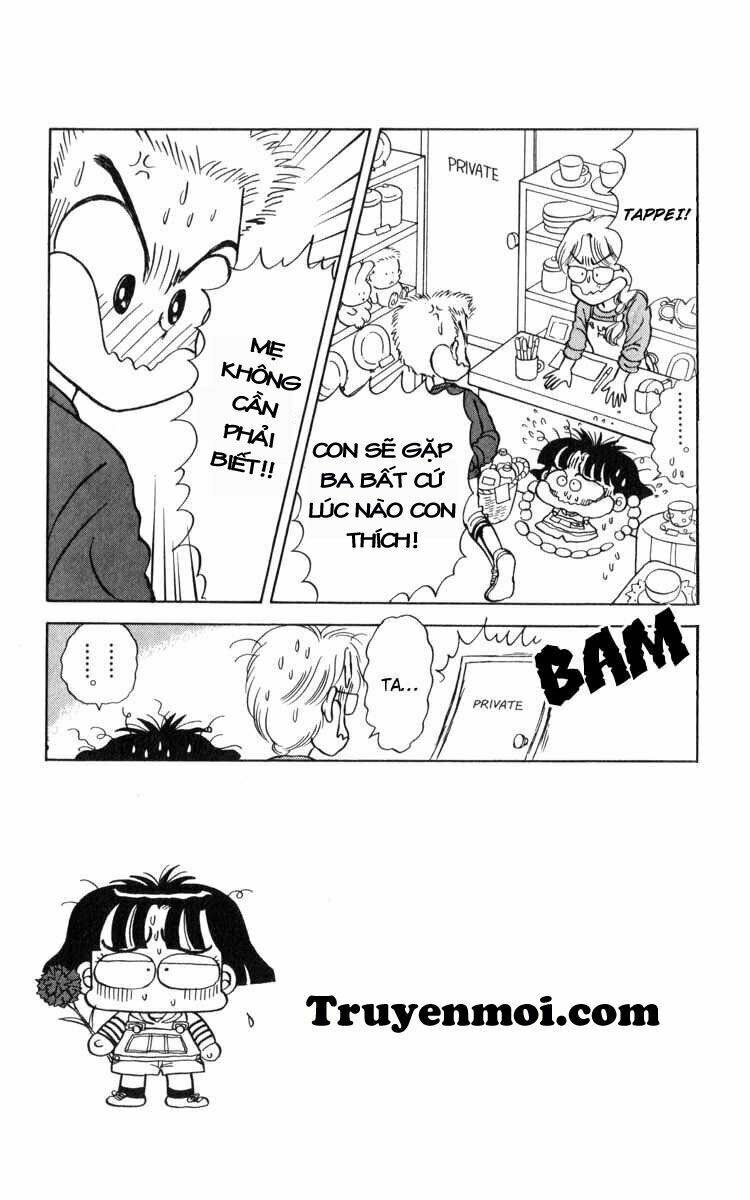 PRIVATE
TAPPEI!
CON SẼ GẶP
BA BẤT CỨ
LÚC NÀO CON
THÍCH!
.......
MẸ
KHÔNG
CẦN
PHẢI
BIẾT!!
BAM
PRIVATE
TA...
.......
Truyenmoi.com